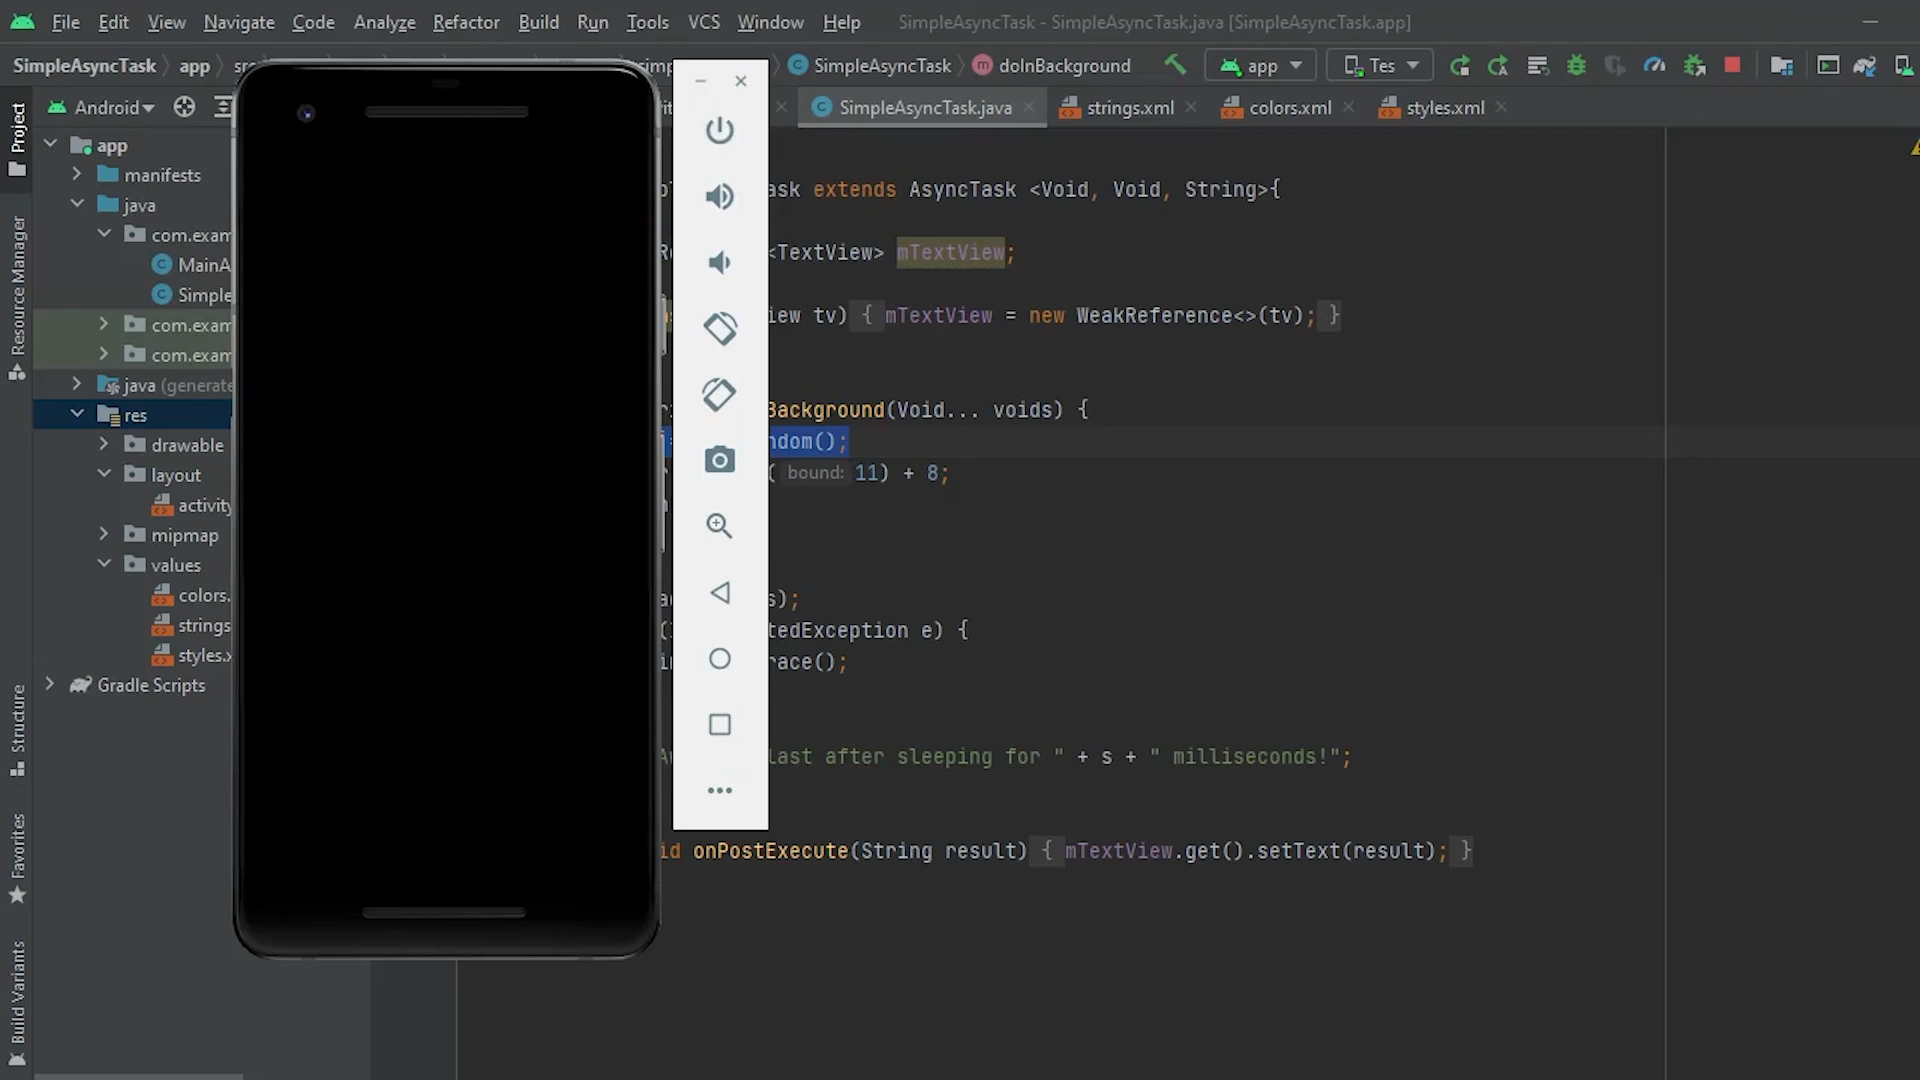 File Edit View Navigate Code Analyze Refactor Build Run Tools VCS Window Help SimpleAsyncTask - SimpleAsyncTask.java [SimpleAsyncTask.app]
SimpleAsyncTask app SimpleAsyncTask doInBackground app Tes
Android SimpleAsyncTask.java strings.xml colors.xml styles.xml
Project
Resource Manager
Structure
Favorites
Build Variants
app
manifests
java
com.exam
MainA
Simple
com.exam
com.exam
java (generate
res
drawable
layout
activity
mipmap
values
colors.
strings
styles.x
Gradle Scripts
ask extends AsyncTask <Void, Void, String>{
<TextView> mTextView;
iew tv) { mTextView = new WeakReference<>(tv); }
Background(Void... voids) {
ndom();
( bound: 11) + 8;
s);
tedException e) {
race();
last after sleeping for " + s + " milliseconds!";
id onPostExecute(String result) { mTextView.get().setText(result); }